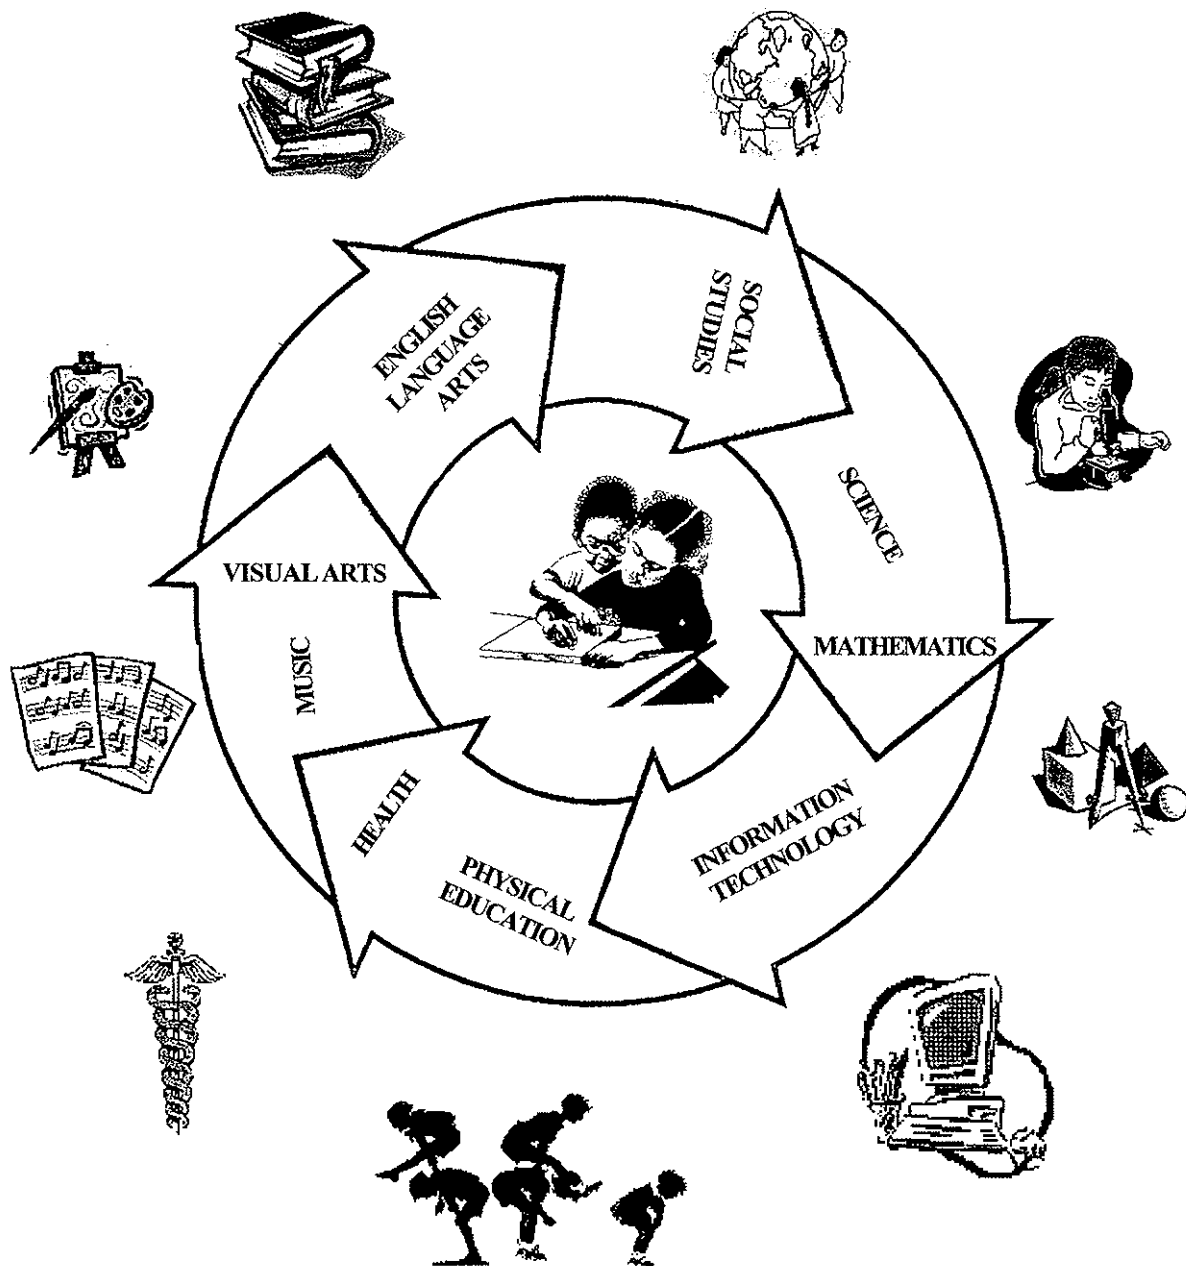 ENGLISH
LANGUAGE
ARTS
SOCIAL
STUDIES
SCIENCE
MATHEMATICS
INFORMATION
TECHNOLOGY
PHYSICAL
EDUCATION
HEALTH
MUSIC
VISUAL ARTS